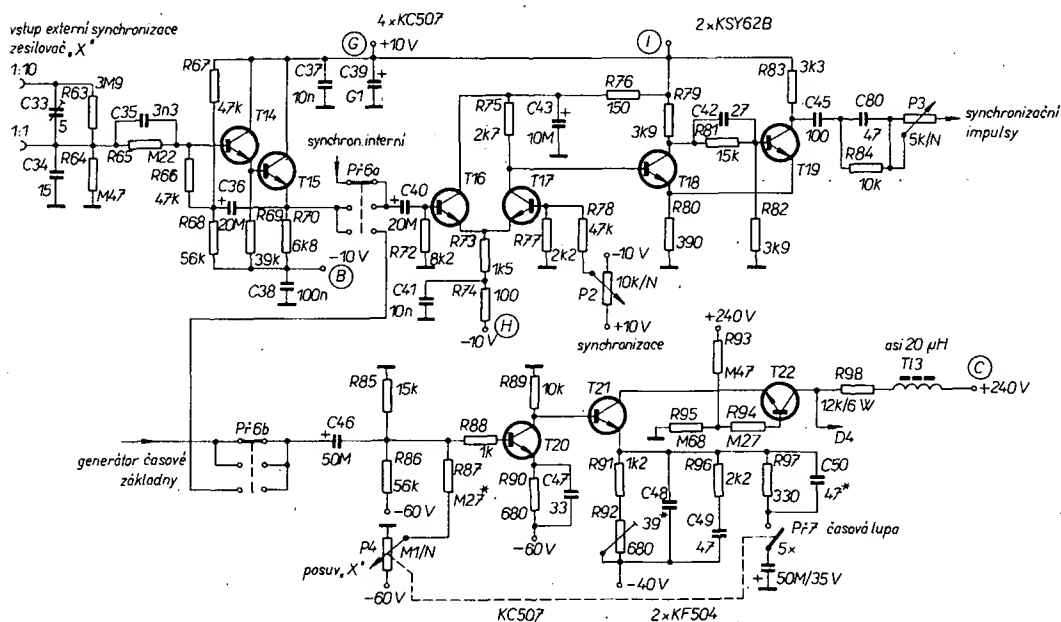 vstup externí synchronizace
zesilovač „X"
4×KC507
2×KSY62B
G
+10 V
I
1:10
R63
3M9
C33
5
1:1
C34
15
R64
M47
C35
3n3
R65
M22
R67
47k
R66
47k
T14
C36
20M
T15
R68
56k
R69
39k
R70
6k8
-10 V
B
C38
100n
C37
10n
C39
G1
synchron.interní
Př6a
C40
20M
R72
8k2
T16
R73
1k5
C41
10n
R74
100
-10 V
H
R75
2k7
C43
10M
R76
150
T17
R77
2k2
R78
47k
-10 V
10k/N
P2
+10 V
synchronizace
R79
3k9
C42
27
R81
15k
T18
R80
390
R82
3k9
R83
3k3
T19
C45
100
C80
47
R84
10k
P3
5k/N
synchronizační
impulsy
generátor časové
základny
Př6b
C46
50M
R85
15k
R86
56k
-60 V
P4
M1/N
posuv „X"
-60 V
R87
M27*
R88
1k
R89
10k
T20
R90
680
C47
33
-60 V
T21
R91
1k2
R92
680
C48
39*
-40 V
R96
2k2
C49
47
R95
M68
R94
M27
+240 V
R93
M47
T22
R97
330
C50
47*
Př7 časová lupa
5x
50M/35 V
R98
12k/6 W
D4
asi 20 µH
Tl3
C
+240 V
KC507
2×KF504